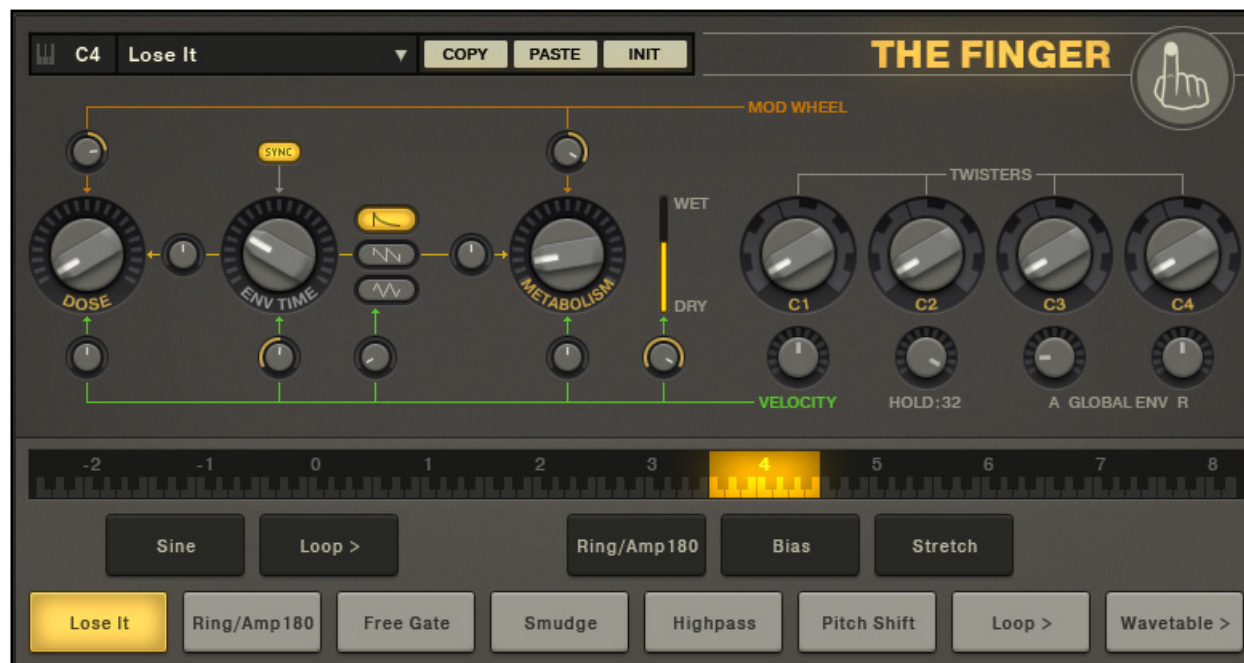 C4 Lose It ▼ COPY PASTE INIT
THE FINGER
MOD WHEEL
SYNC
TWISTERS
WET
DOSE ENV TIME METABOLISM
DRY
C1 C2 C3 C4
VELOCITY HOLD:32 A GLOBAL ENV R
-2 -1 0 1 2 3 4 5 6 7 8
Sine Loop > Ring/Amp180 Bias Stretch
Lose It Ring/Amp180 Free Gate Smudge Highpass Pitch Shift Loop > Wavetable >